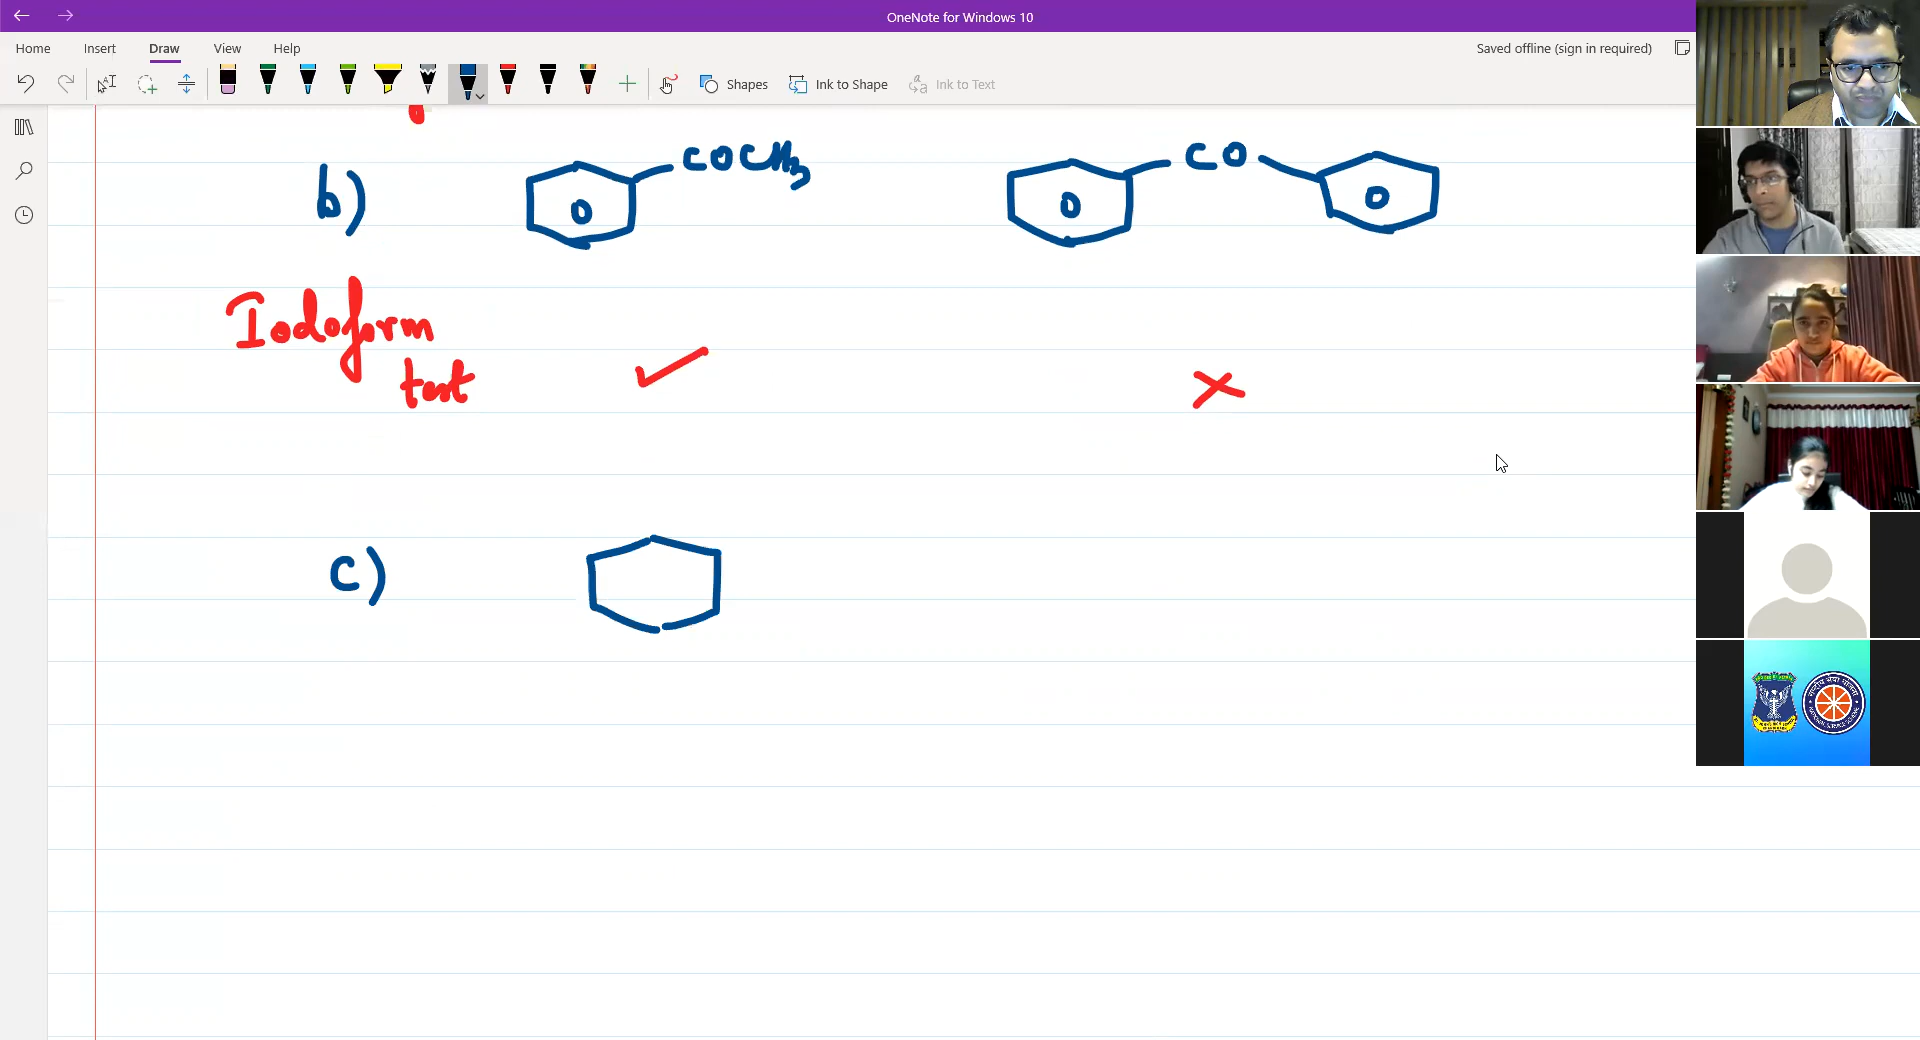 OneNote for Windows 10
Home Insert Draw View Help
Saved offline (sign in required)
Shapes Ink to Shape Ink to Text
b) COCH3 CO
Iodoform
test
c)